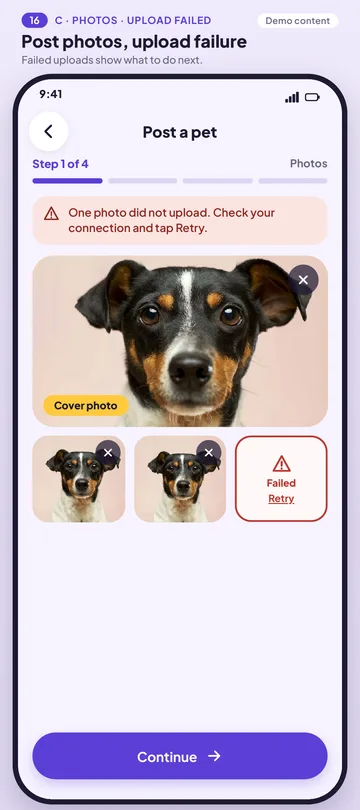 16 C · PHOTOS · UPLOAD FAILED
Demo content
Post photos, upload failure
Failed uploads show what to do next.
9:41
Post a pet
Step 1 of 4
Photos
One photo did not upload. Check your
connection and tap Retry.
Cover photo
Failed
Retry
Continue